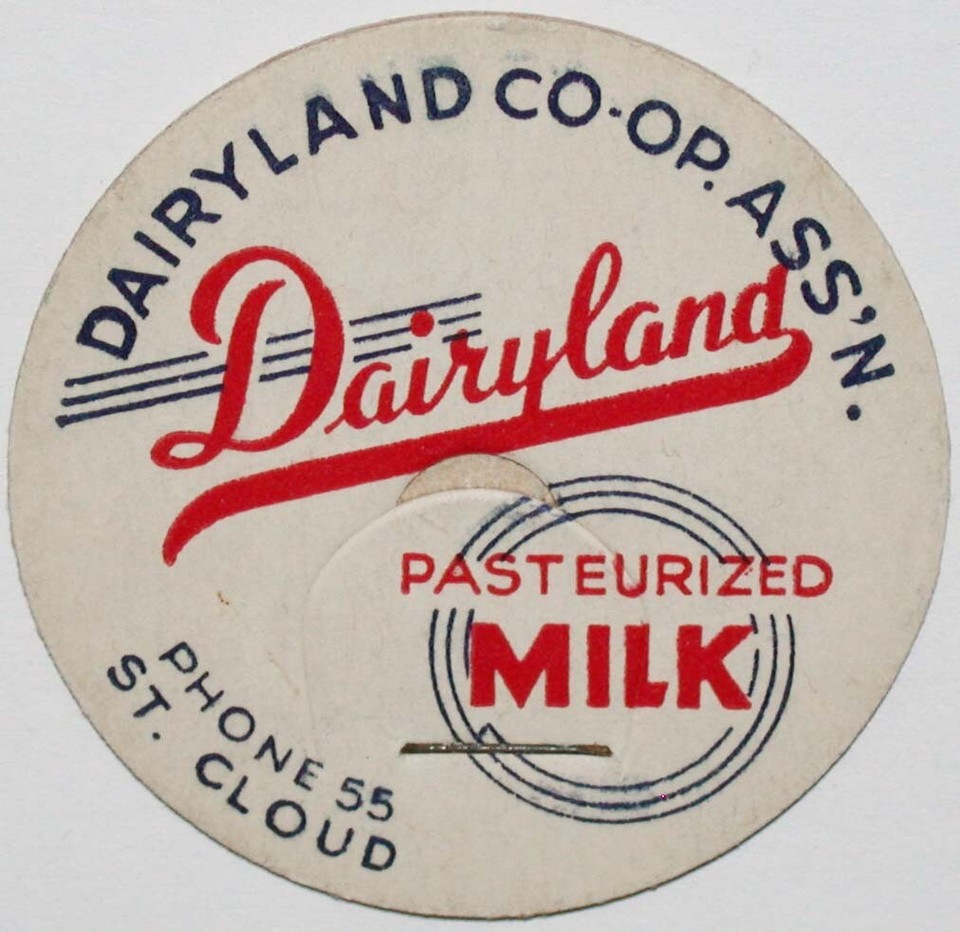 DAIRYLAND CO-OP. ASS'N.
Dairyland
PASTEURIZED
MILK
PHONE 55
ST. CLOUD